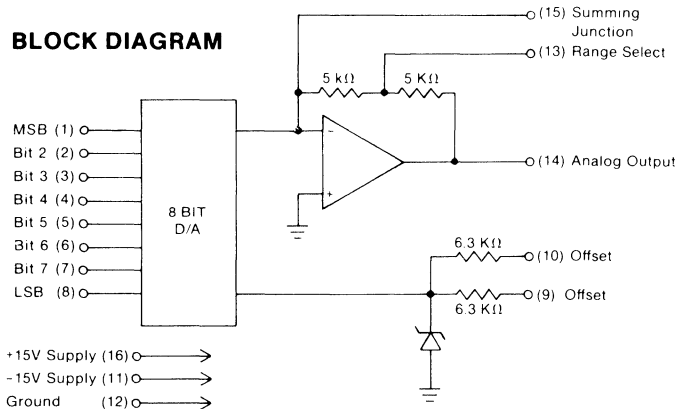 BLOCK DIAGRAM
(15) Summing
Junction
(13) Range Select
5 kΩ
5 KΩ
MSB (1)
Bit 2 (2)
Bit 3 (3)
Bit 4 (4)
Bit 5 (5)
Bit 6 (6)
Bit 7 (7)
LSB (8)
8 BIT
D/A
-
+
(14) Analog Output
6.3 KΩ
(10) Offset
(9) Offset
6.3 KΩ
+15V Supply (16)
-15V Supply (11)
Ground (12)